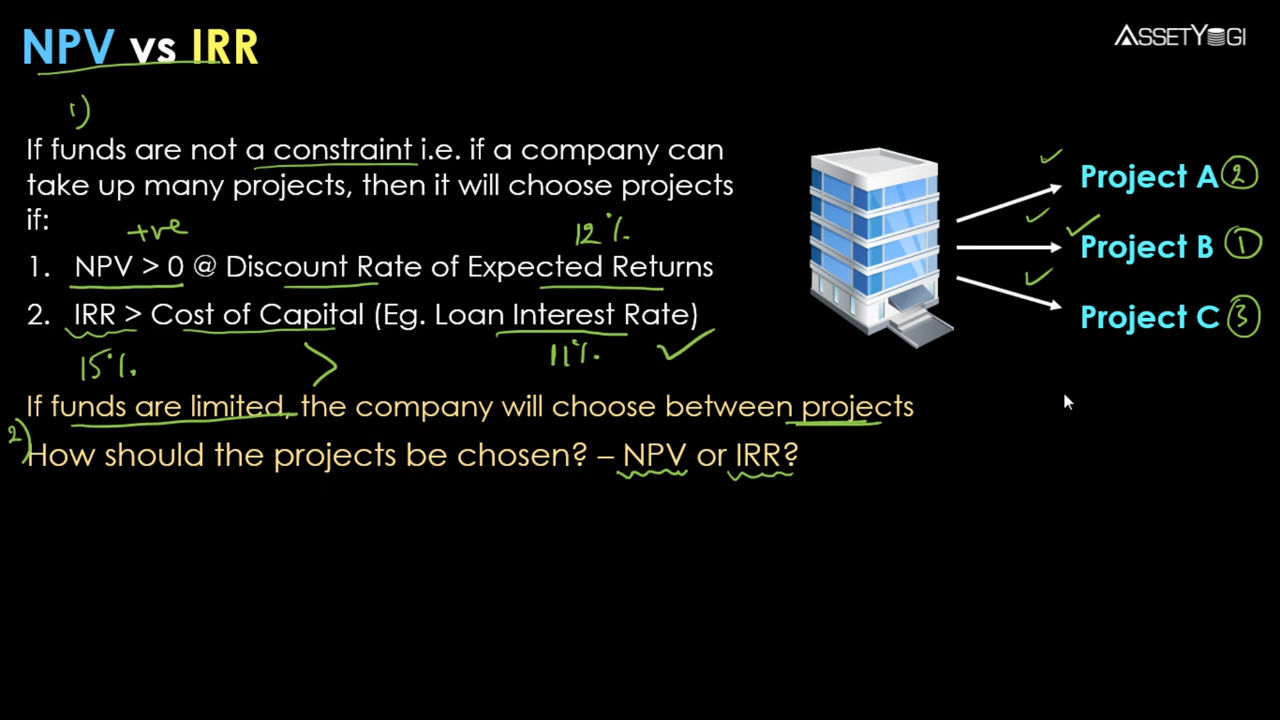 NPV vs IRR
ASSETYOGI
1)
If funds are not a constraint i.e. if a company can
take up many projects, then it will choose projects
if:
+ve
12%.
1. NPV > 0 @ Discount Rate of Expected Returns
2. IRR > Cost of Capital (Eg. Loan Interest Rate)
15%.
>
11%.
If funds are limited, the company will choose between projects
2)
How should the projects be chosen? – NPV or IRR?
Project A 2
Project B 1
Project C 3